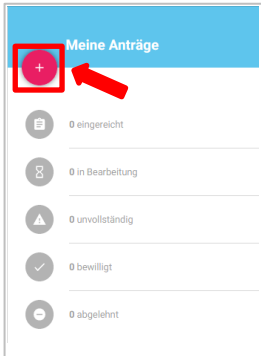 Meine Anträge
+
0 eingereicht
0 in Bearbeitung
0 unvollständig
0 bewilligt
0 abgelehnt